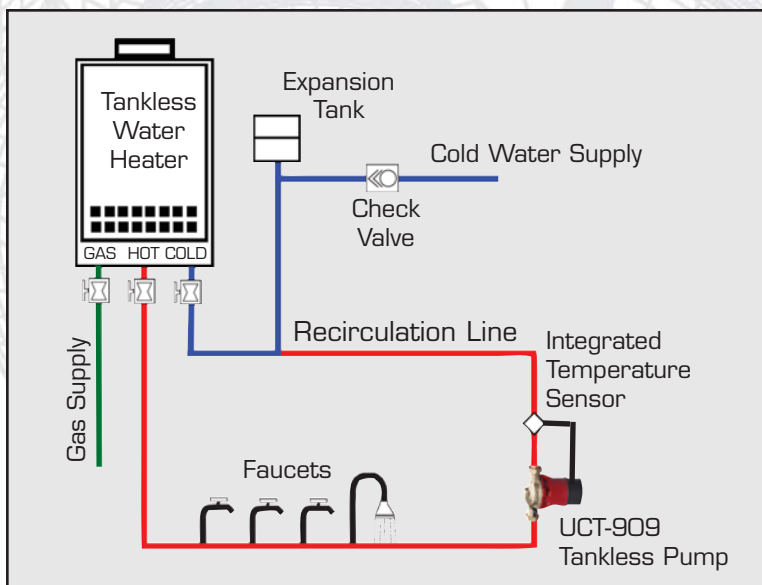 Tankless
Water
Heater
GAS HOT COLD
Expansion
Tank
Cold Water Supply
Check
Valve
Recirculation Line
Integrated
Temperature
Sensor
Gas Supply
Faucets
UCT-909
Tankless Pump